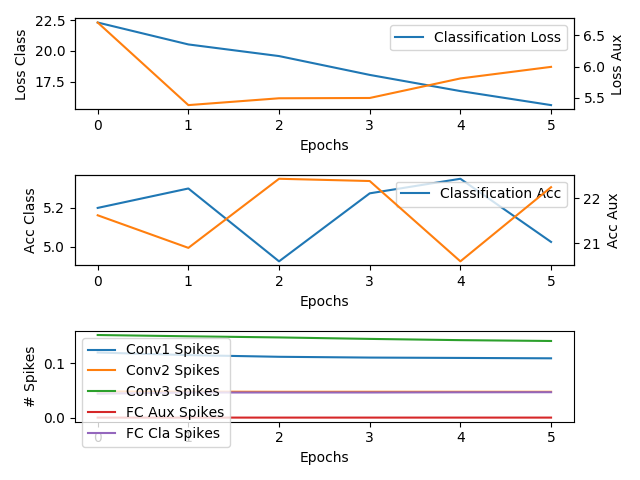 22.5
20.0
17.5
Loss Class
Classification Loss
6.5
6.0
5.5
Loss Aux
0 1 2 3 4 5
Epochs
5.2
5.0
Acc Class
Classification Acc
22
21
Acc Aux
0 1 2 3 4 5
Epochs
0.1
0.0
# Spikes
Conv1 Spikes
Conv2 Spikes
Conv3 Spikes
FC Aux Spikes
FC Cla Spikes
0 1 2 3 4 5
Epochs